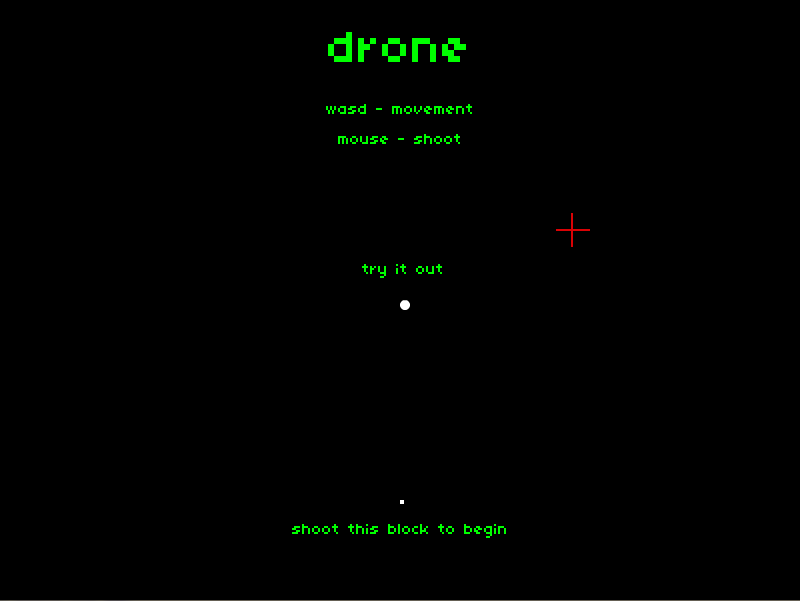 drone
wasd - movement
mouse - shoot
try it out
shoot this block to begin